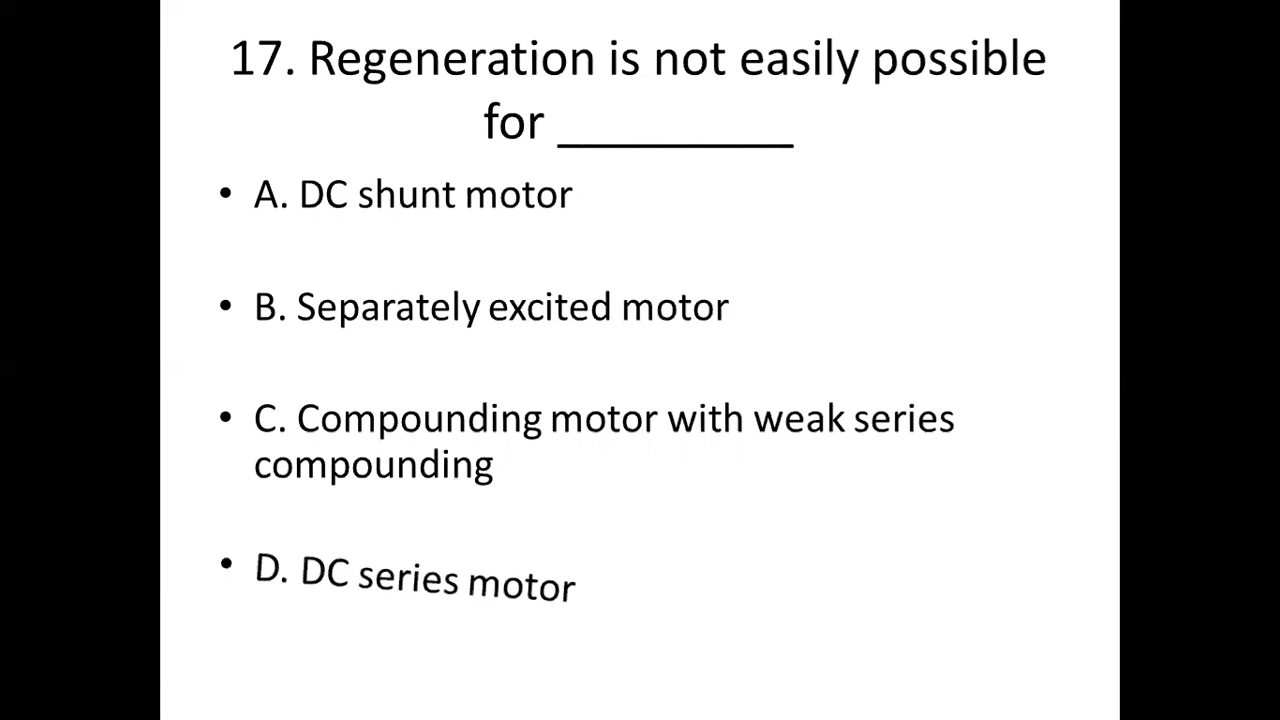 17. Regeneration is not easily possible
for _________
• A. DC shunt motor
• B. Separately excited motor
• C. Compounding motor with weak series
compounding
• D. DC series motor